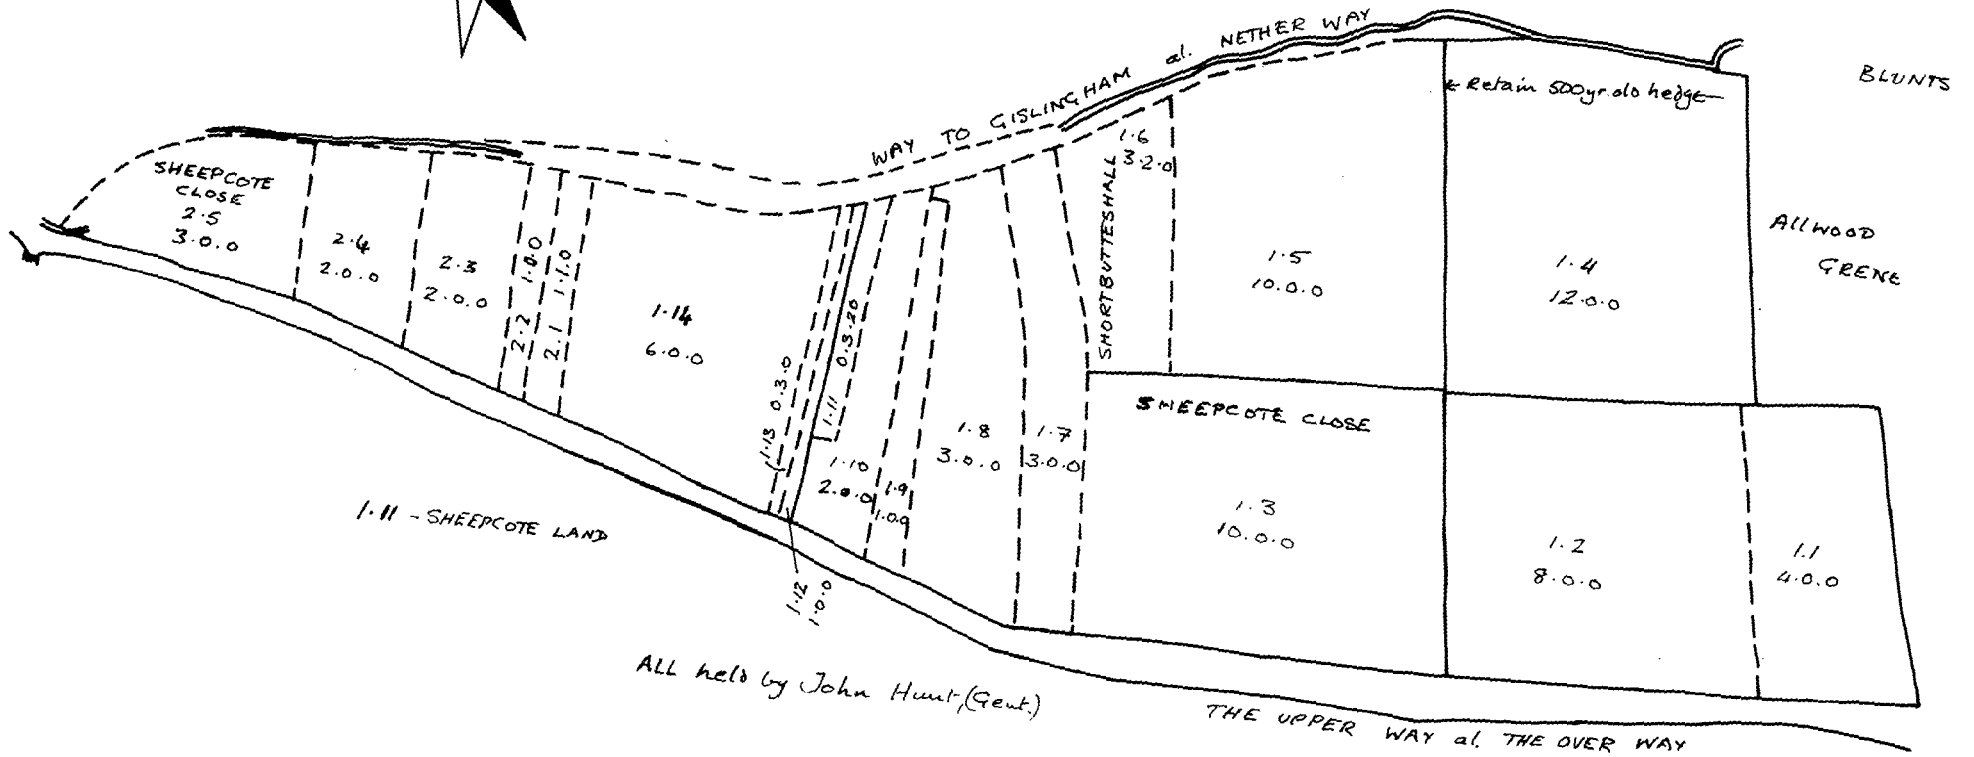 WAY TO GISLINGHAM al. NETHER WAY
BLUNTS
← Retain 500yr. old hedge
ALLWOOD
GRENE
SHEEPCOTE
CLOSE
2.5
3.0.0
2.4
2.0.0
2.3
2.0.0
2.2 1.0.0
2.1 1.1.0
1.14
6.0.0
1.13 0.3.0
1.11 0.3.20
1.10
2.0.0
1.9
1.0.0
1.8
3.0.0
1.7
3.0.0
SHORTBUTTESHALL
1.6
3.2.0
1.5
10.0.0
1.4
12.0.0
SHEEPCOTE CLOSE
1.3
10.0.0
1.2
8.0.0
1.1
4.0.0
1.12
1.0.0
1.11 - SHEEPCOTE LAND
ALL held by John Hunt, (Gent.)
THE UPPER WAY al. THE OVER WAY